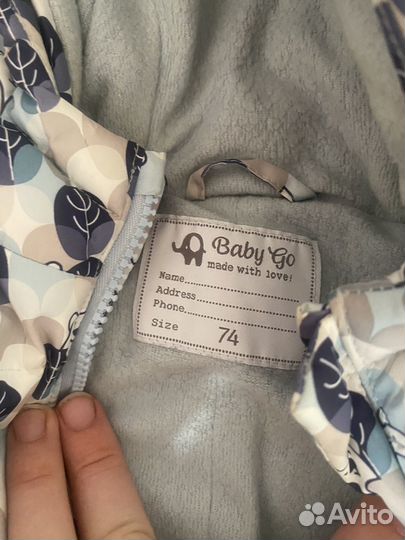 Baby Go
made with love!
Name
Address
Phone
Size 74
Avito